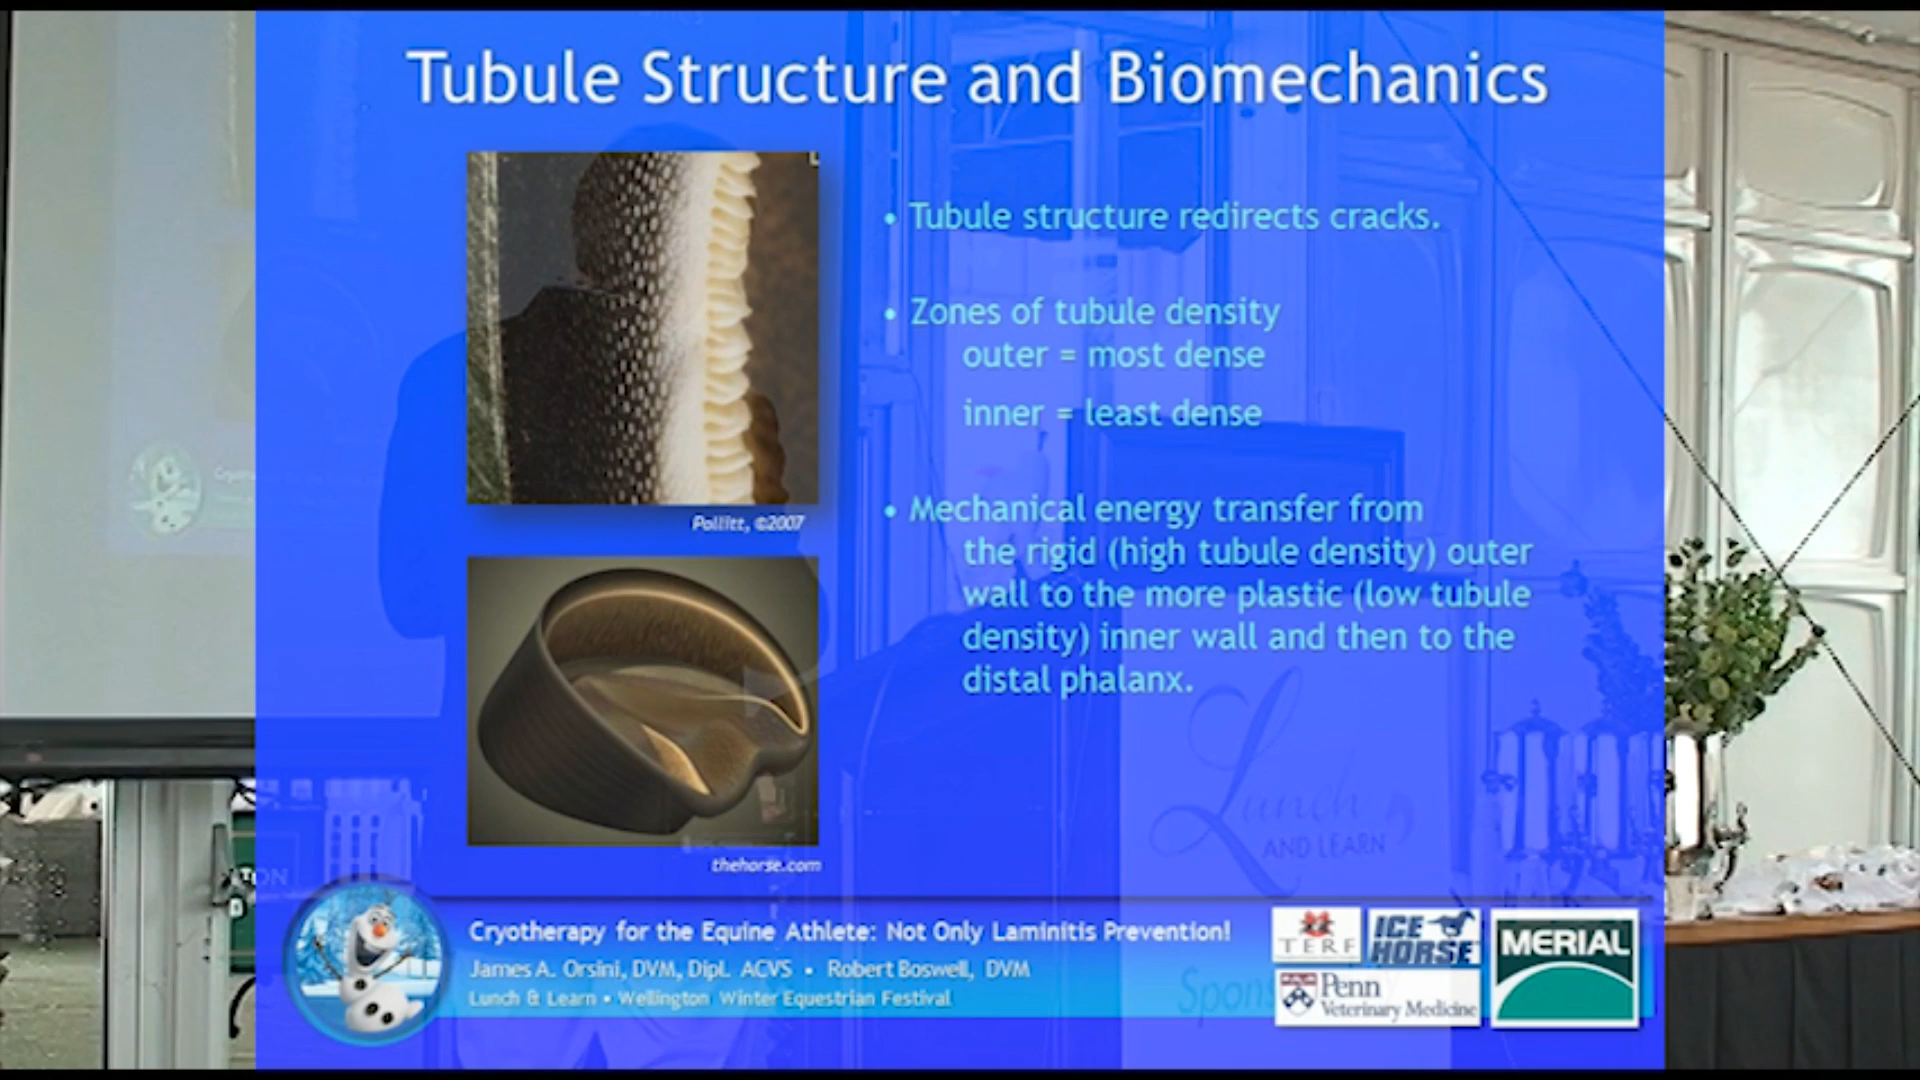 Tubule Structure and Biomechanics
• Tubule structure redirects cracks.
• Zones of tubule density
outer = most dense
inner = least dense
• Mechanical energy transfer from
the rigid (high tubule density) outer
wall to the more plastic (low tubule
density) inner wall and then to the
distal phalanx.
Pollitt, ©2007
thehorse.com
Lunch
AND LEARN
Cryotherapy for the Equine Athlete: Not Only Laminitis Prevention!
James A. Orsini, DVM, Dipl. ACVS • Robert Boswell, DVM
Lunch & Learn • Wellington Winter Equestrian Festival
TERF
ICE
HORSE
MERIAL
Penn
Veterinary Medicine